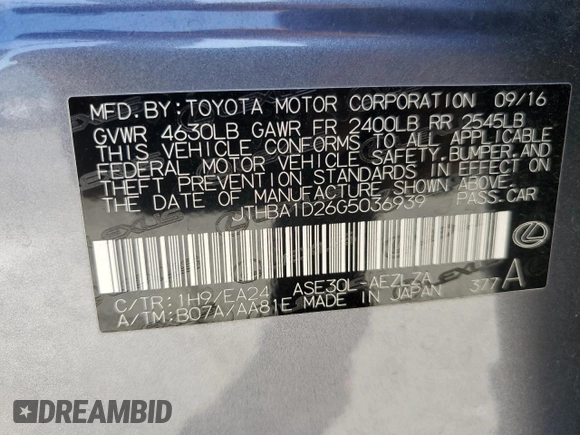 MFD.BY:TOYOTA MOTOR CORPORATION 09/16
GVWR 4630LB GAWR FR 2400LB RR 2545LB
THIS VEHICLE CONFORMS TO ALL APPLICABLE
FEDERAL MOTOR VEHICLE SAFETY,BUMPER,AND
THEFT PREVENTION STANDARDS IN EFFECT ON
THE DATE OF MANUFACTURE SHOWN ABOVE.
JTHBA1D26G5036939 PASS.CAR
C/TR:1H9/EA24 ASE30L-AEZLZA
A/TM:B07A/AA81E MADE IN JAPAN 377 A
DREAMBID